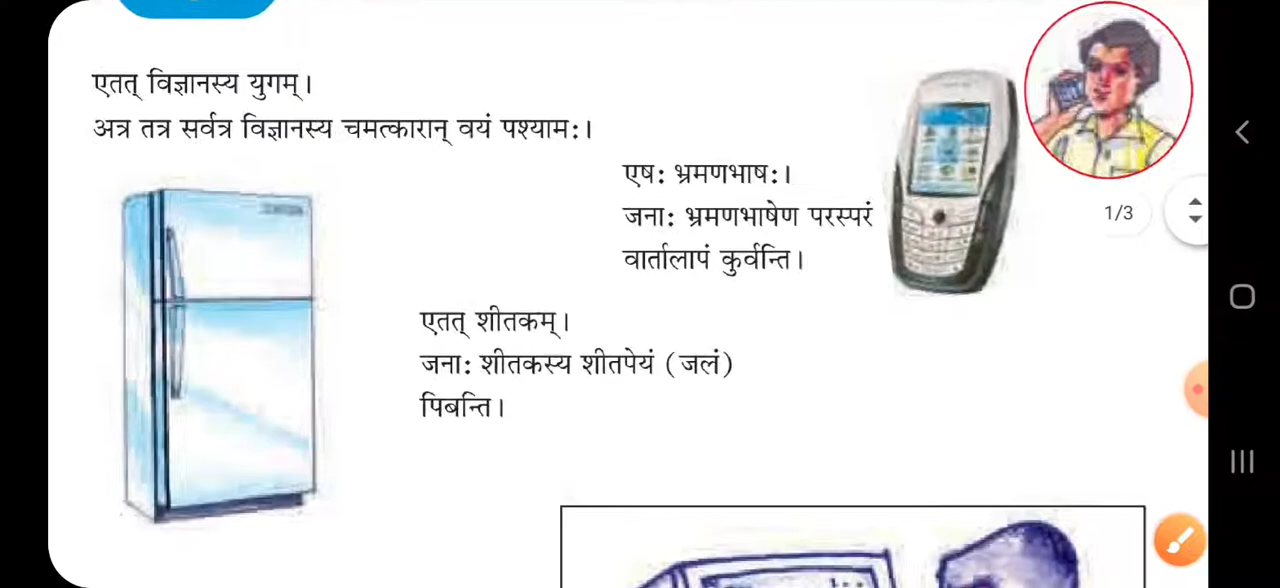 एतत् विज्ञानस्य युगम्।
अत्र तत्र सर्वत्र विज्ञानस्य चमत्कारान् वयं पश्यामः।
एषः भ्रमणभाषः।
जनाः भ्रमणभाषेण परस्परं
वार्तालापं कुर्वन्ति।
1/3
एतत् शीतकम्।
जनाः शीतकस्य शीतपेयं (जलं)
पिबन्ति।